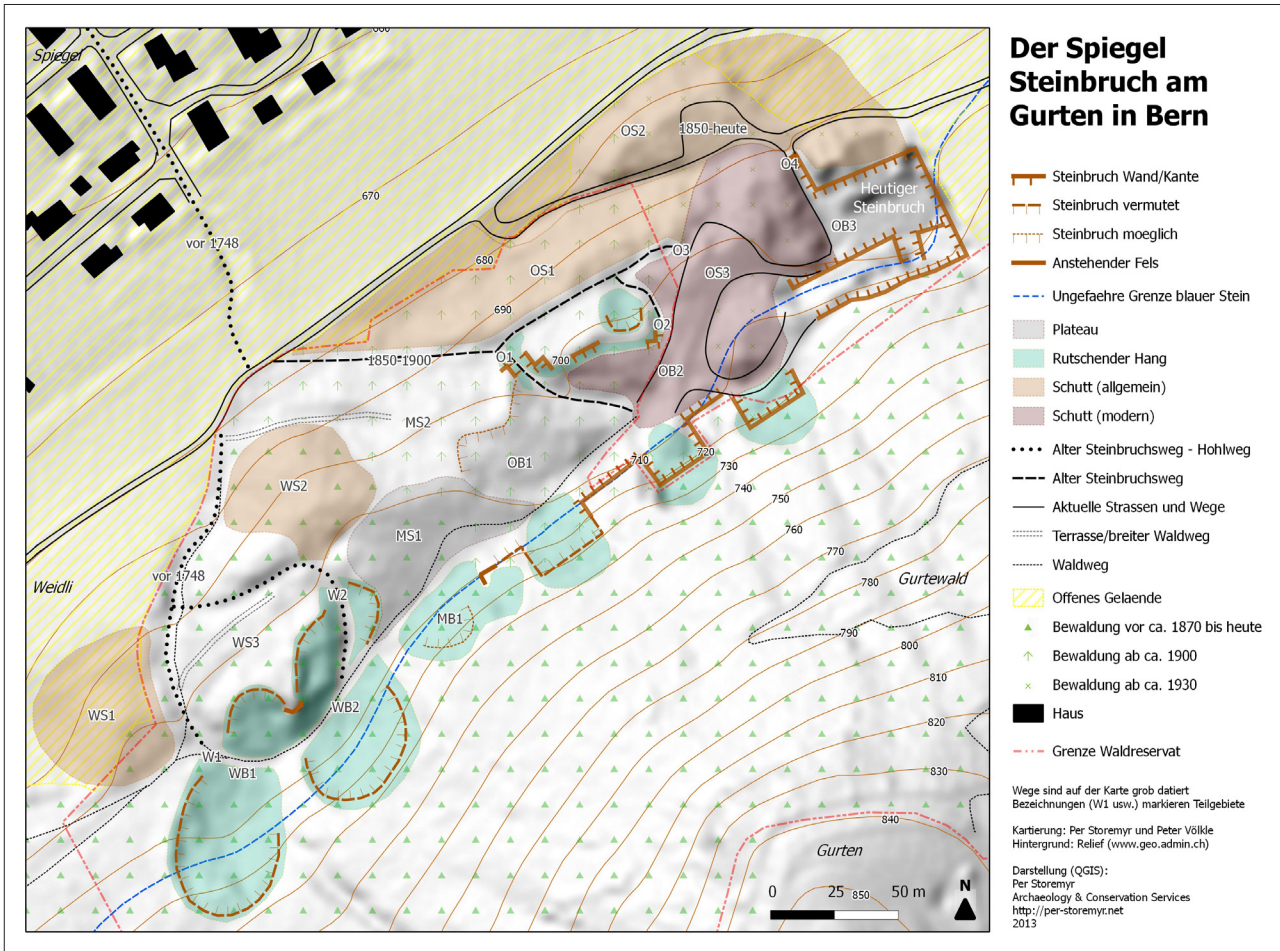 Der Spiegel
Steinbruch am
Gurten in Bern
Steinbruch Wand/Kante
Steinbruch vermutet
Steinbruch moeglich
Anstehender Fels
Ungefaehre Grenze blauer Stein
Plateau
Rutschender Hang
Schutt (allgemein)
Schutt (modern)
Alter Steinbruchsweg - Hohlweg
Alter Steinbruchsweg
Aktuelle Strassen und Wege
Terrasse/breiter Waldweg
Waldweg
Offenes Gelaende
Bewaldung vor ca. 1870 bis heute
Bewaldung ab ca. 1900
Bewaldung ab ca. 1930
Haus
Grenze Waldreservat
Wege sind auf der Karte grob datiert
Bezeichnungen (W1 usw.) markieren Teilgebiete
Kartierung: Per Storemyr und Peter Völkle
Hintergrund: Relief (www.geo.admin.ch)
Darstellung (QGIS):
Per Storemyr
Archaeology & Conservation Services
http://per-storemyr.net
2013
660
Spiegel
OS2
1850-heute
O4
Heutiger
Steinbruch
670
OB3
vor 1748
O3
680
OS1
OS3
690
O2
1850-1900
O1
700
OB2
MS2
OB1
710
720
730
740
750
760
770
780
790
800
810
820
830
840
850
WS2
MS1
vor 1748
Weidli
W2
Gurtewald
MB1
WS3
WB2
WS1
W1
WB1
Gurten
0 25 50 m
N